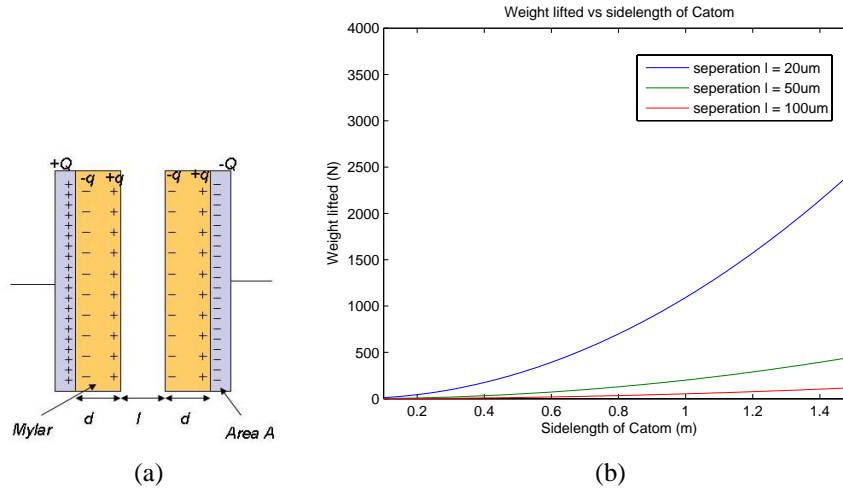 +Q
-q +q
-q +q
-Q
Mylar
d
l
d
Area A
(a)
Weight lifted vs sidelength of Catom
4000
3500
3000
2500
2000
1500
1000
500
0
Weight lifted (N)
seperation l = 20um
seperation l = 50um
seperation l = 100um
0.2 0.4 0.6 0.8 1 1.2 1.4
Sidelength of Catom (m)
(b)